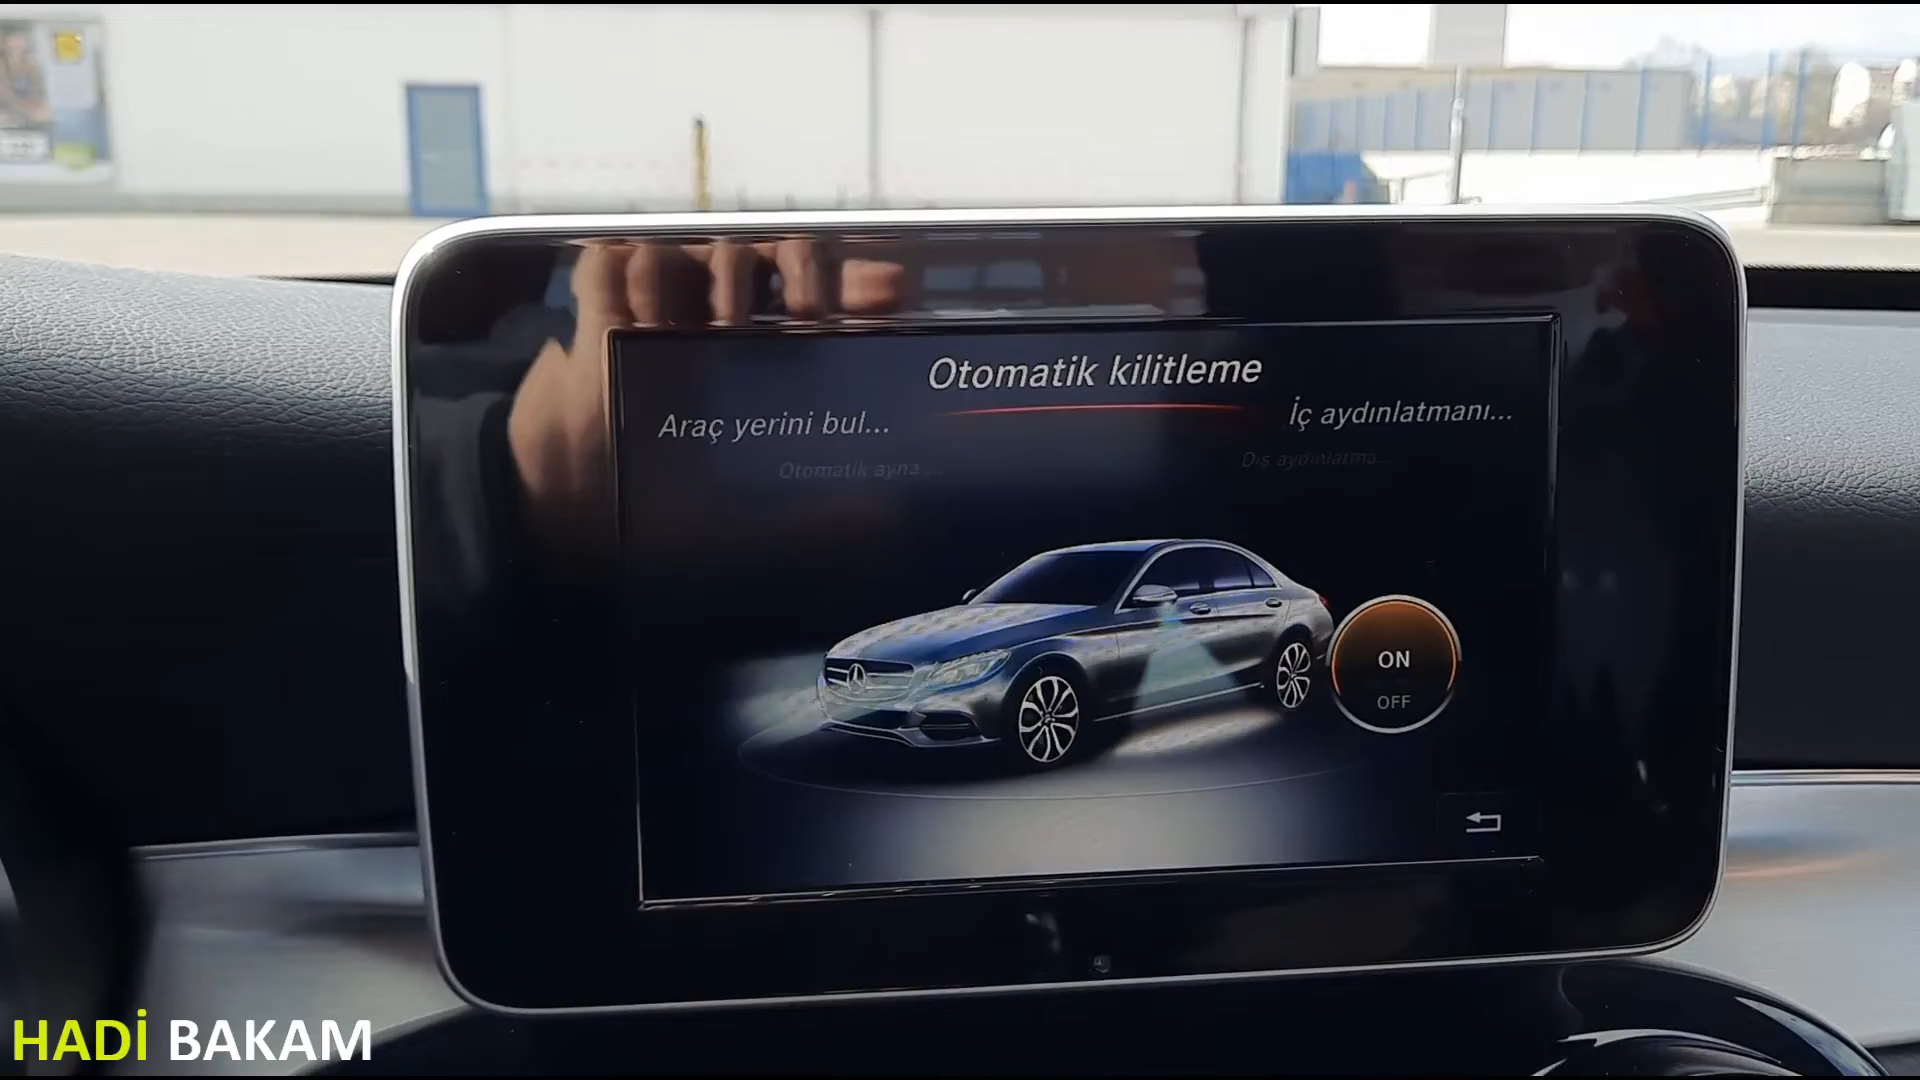 Otomatik kilitleme
Araç yerini bul...
İç aydınlatmanı...
Otomatik ayna...
Dış aydınlatma...
ON
OFF
HADİ BAKAM